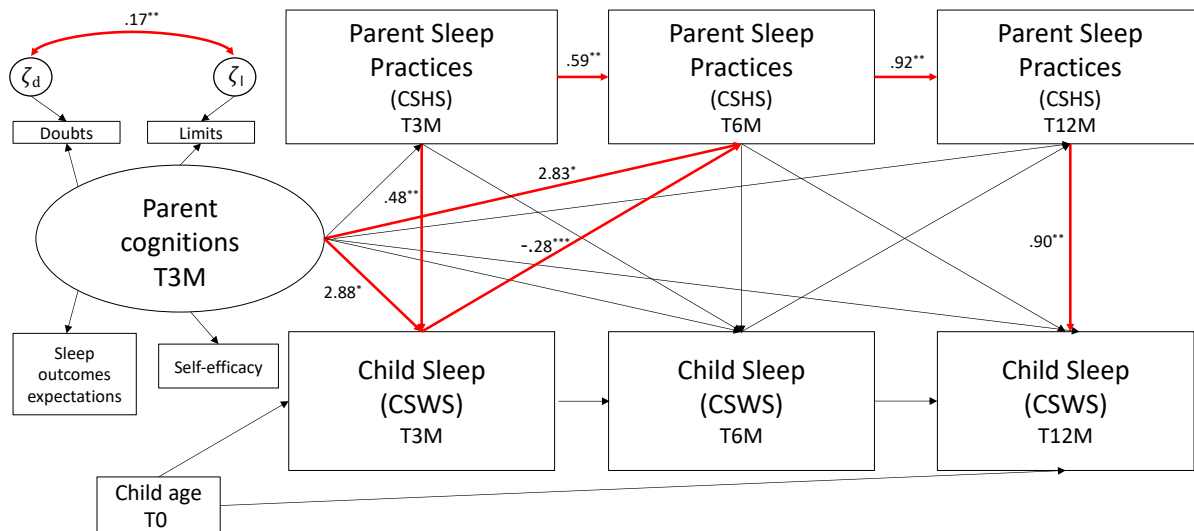 .17**
ζd
ζl
Doubts
Limits
Parent
cognitions
T3M
Sleep
outcomes
expectations
Self-efficacy
Child age
T0
Parent Sleep
Practices
(CSHS)
T3M
.59**
Parent Sleep
Practices
(CSHS)
T6M
.92**
Parent Sleep
Practices
(CSHS)
T12M
2.83*
.48**
-.28***
2.88*
.90**
Child Sleep
(CSWS)
T3M
Child Sleep
(CSWS)
T6M
Child Sleep
(CSWS)
T12M